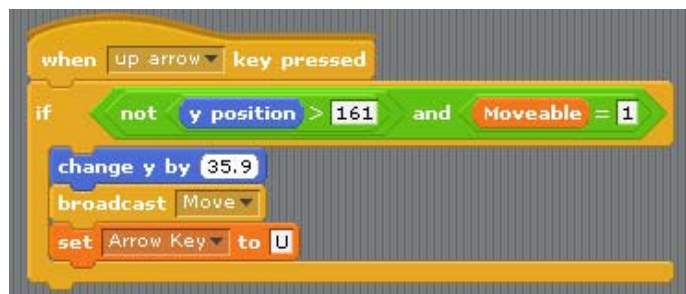 when up arrow key pressed
if not y position > 161 and Moveable = 1
change y by 35.9
broadcast Move
set Arrow Key to U